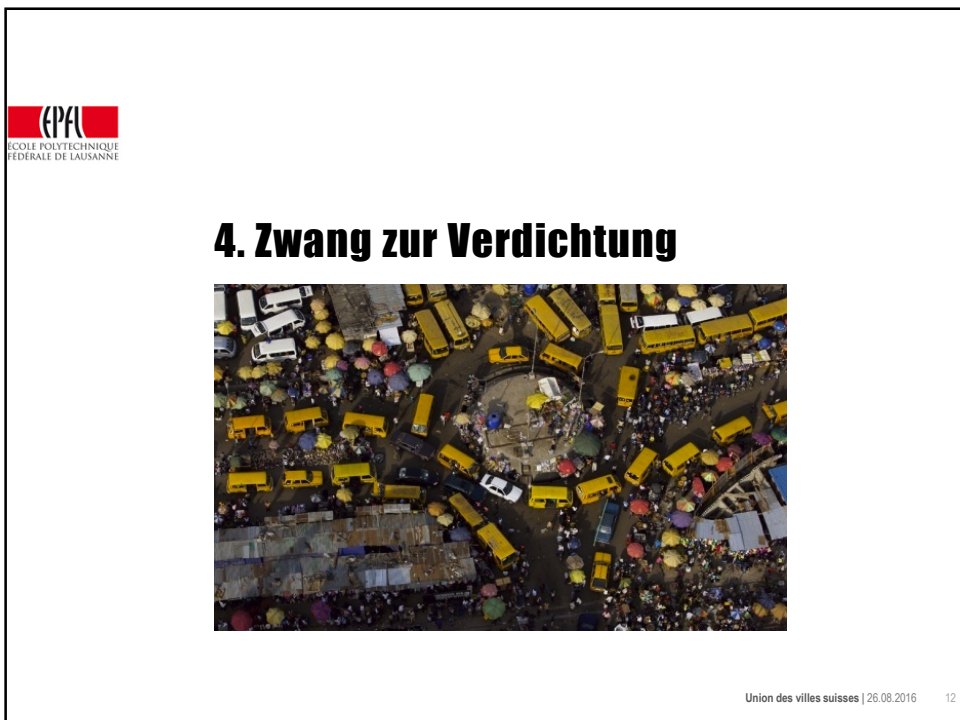 EPFL
ÉCOLE POLYTECHNIQUE
FÉDÉRALE DE LAUSANNE
4. Zwang zur Verdichtung
Union des villes suisses | 26.08.2016 12